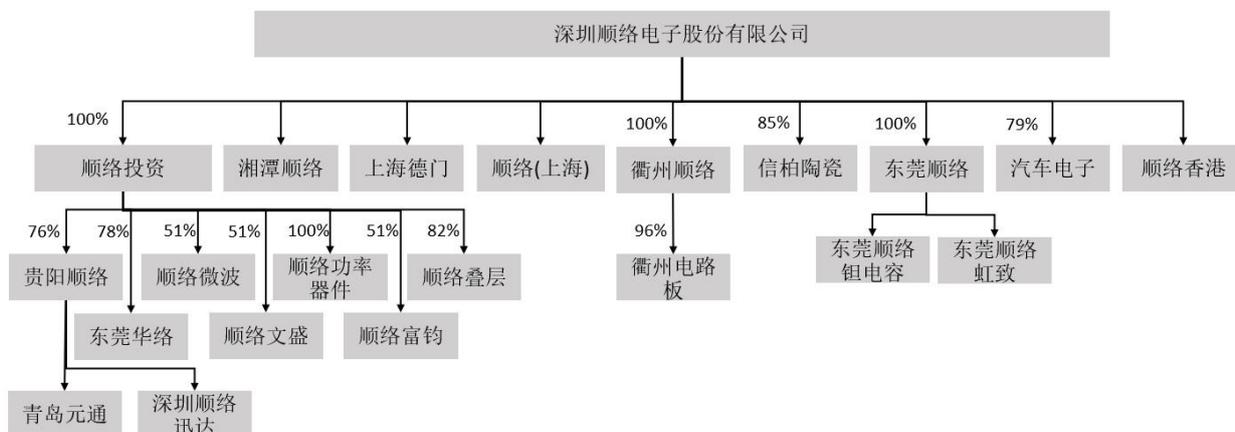 深圳顺络电子股份有限公司
100%
100%
85%
100%
79%
顺络投资
湘潭顺络
上海德门
顺络(上海)
衢州顺络
信柏陶瓷
东莞顺络
汽车电子
顺络香港
76%
78%
51%
51%
100%
51%
82%
96%
贵阳顺络
顺络微波
顺络功率
器件
顺络叠层
衢州电路
板
东莞顺络
钽电容
东莞顺络
虹致
东莞华络
顺络文盛
顺络富钧
青岛元通
深圳顺络
讯达